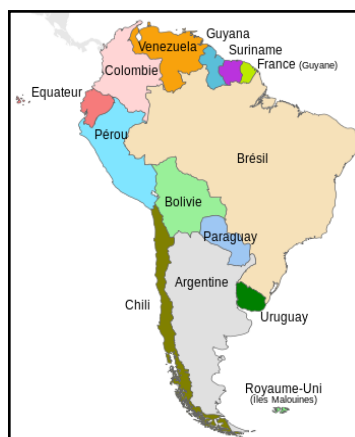 Guyana
Venezuela
Suriname
Colombie
France (Guyane)
Equateur
Pérou
Brésil
Bolivie
Paraguay
Argentine
Chili
Uruguay
Royaume-Uni
(Îles Malouines)